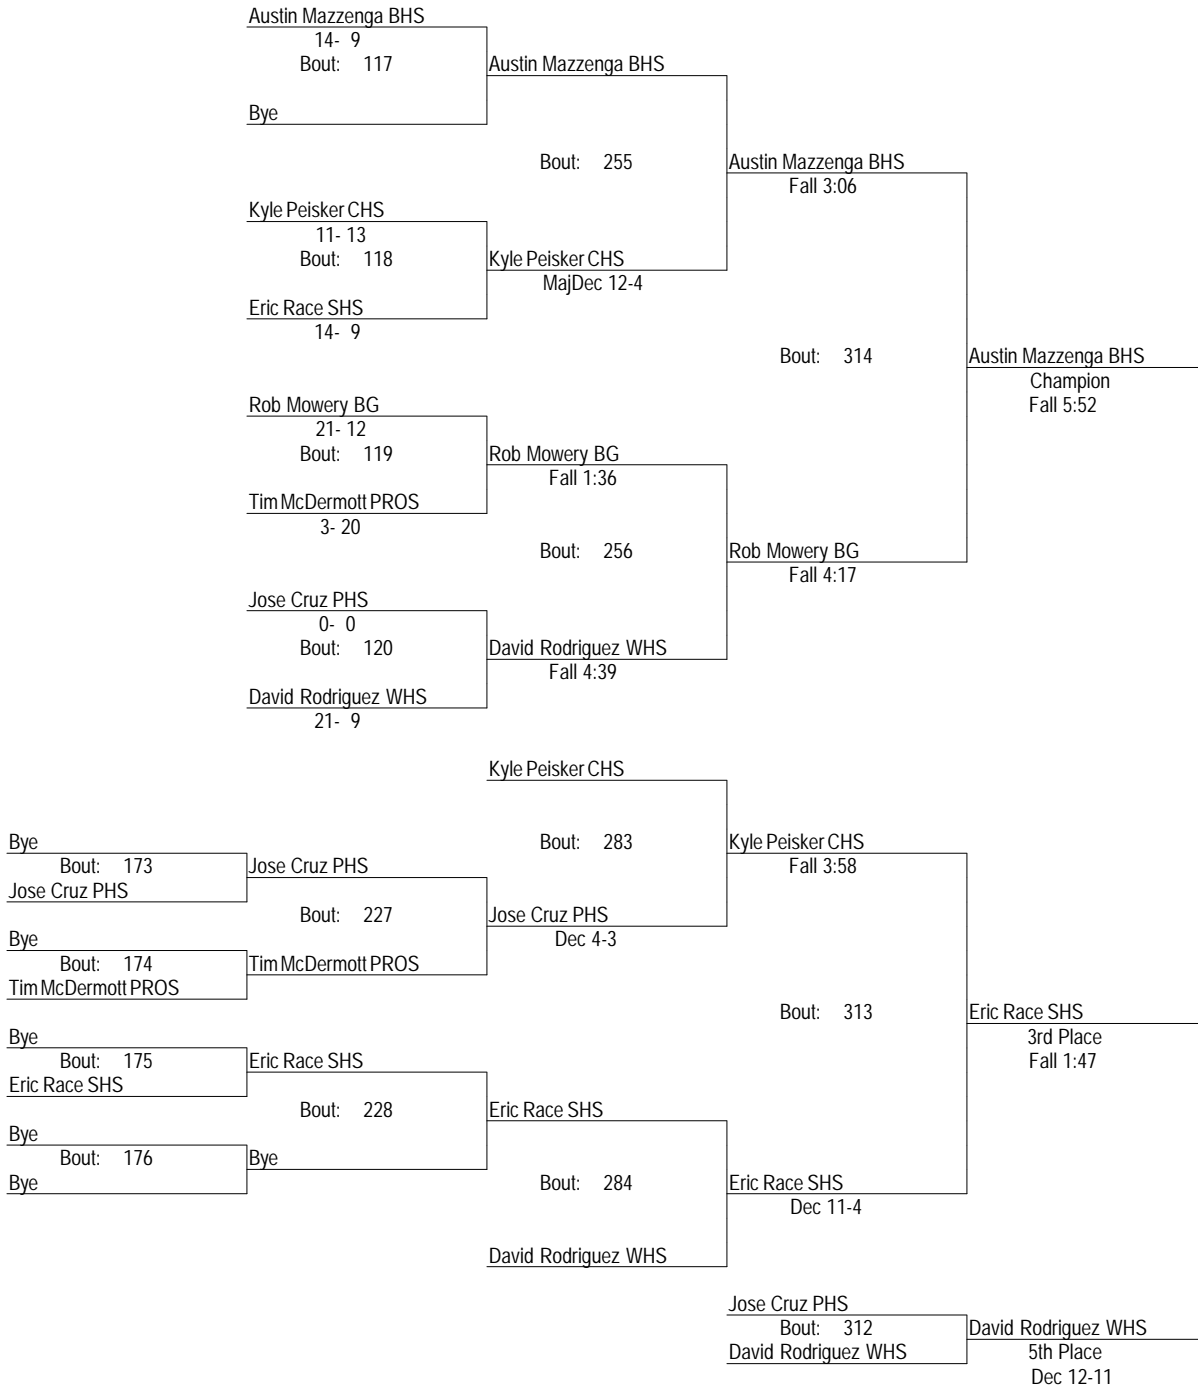 Austin Mazzenga BHS
14- 9
Bout: 117
Austin Mazzenga BHS
Bye
Bout: 255
Austin Mazzenga BHS
Fall 3:06
Kyle Peisker CHS
11- 13
Bout: 118
Kyle Peisker CHS
MajDec 12-4
Eric Race SHS
14- 9
Bout: 314
Austin Mazzenga BHS
Champion
Fall 5:52
Rob Mowery BG
21- 12
Bout: 119
Rob Mowery BG
Fall 1:36
Tim McDermott PROS
3- 20
Bout: 256
Rob Mowery BG
Fall 4:17
Jose Cruz PHS
0- 0
Bout: 120
David Rodriguez WHS
Fall 4:39
David Rodriguez WHS
21- 9
Kyle Peisker CHS
Bye
Bout: 283
Kyle Peisker CHS
Fall 3:58
Bout: 173
Jose Cruz PHS
Jose Cruz PHS
Bout: 227
Jose Cruz PHS
Dec 4-3
Bye
Bout: 174
Tim McDermott PROS
Tim McDermott PROS
Bout: 313
Eric Race SHS
3rd Place
Fall 1:47
Bye
Bout: 175
Eric Race SHS
Eric Race SHS
Bout: 228
Eric Race SHS
Bye
Bout: 176
Bye
Bye
Bout: 284
Eric Race SHS
Dec 11-4
David Rodriguez WHS
Jose Cruz PHS
Bout: 312
David Rodriguez WHS
David Rodriguez WHS
5th Place
Dec 12-11